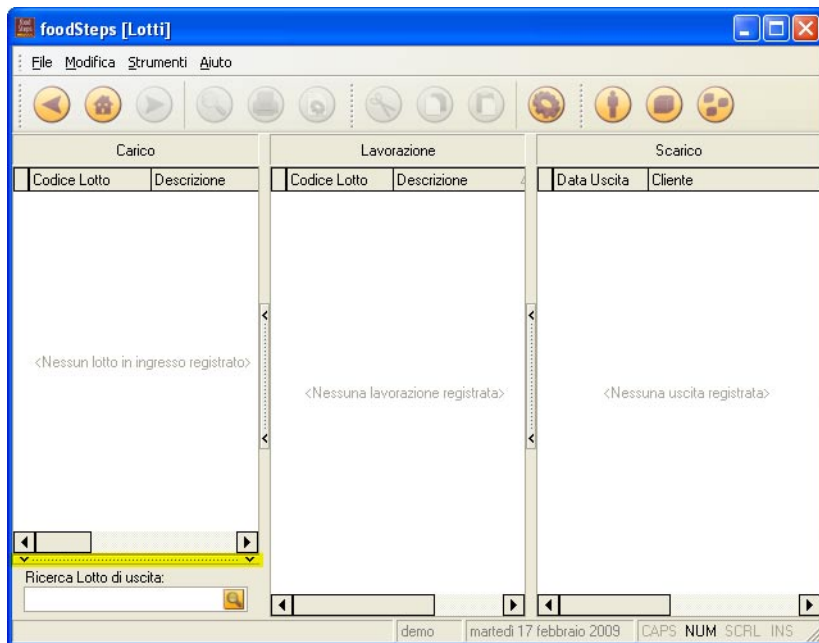 foodSteps [Lotti]
File Modifica Strumenti Aiuto
Carico Lavorazione Scarico
Codice Lotto Descrizione Codice Lotto Descrizione Data Uscita Cliente
<Nessun lotto in ingresso registrato>
<Nessuna lavorazione registrata>
<Nessuna uscita registrata>
Ricerca Lotto di uscita:
demo martedì 17 febbraio 2009 CAPS NUM SCRL INS